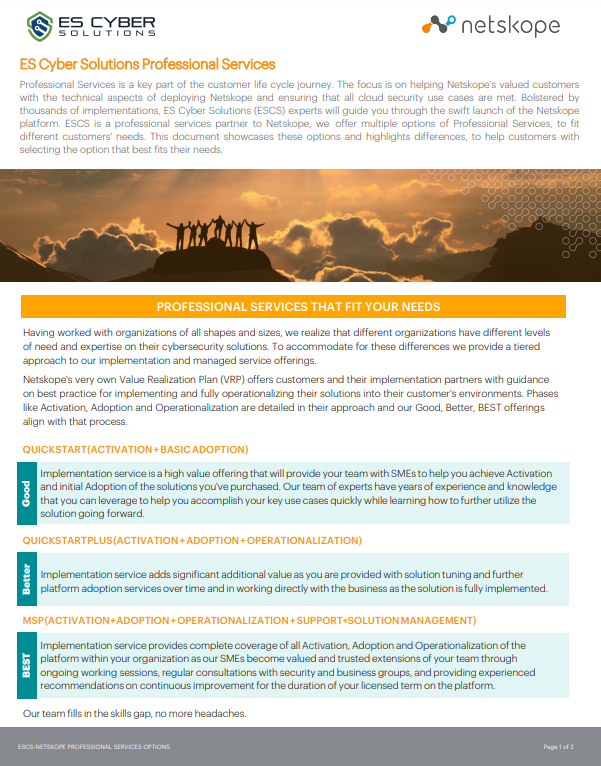 ES CYBER
SOLUTIONS
netskope
ES Cyber Solutions Professional Services
Professional Services is a key part of the customer life cycle journey. The focus is on helping Netskope's valued customers
with the technical aspects of deploying Netskope and ensuring that all cloud security use cases are met. Bolstered by
thousands of implementations, ES Cyber Solutions (ESCS) experts will guide you through the swift launch of the Netskope
platform. ESCS is a professional services partner to Netskope, we offer multiple options of Professional Services, to fit
different customers' needs. This document showcases these options and highlights differences, to help customers with
selecting the option that best fits their needs.
PROFESSIONAL SERVICES THAT FIT YOUR NEEDS
Having worked with organizations of all shapes and sizes, we realize that different organizations have different levels
of need and expertise on their cybersecurity solutions. To accommodate for these differences we provide a tiered
approach to our implementation and managed service offerings.
Netskope's very own Value Realization Plan (VRP) offers customers and their implementation partners with guidance
on best practice for implementing and fully operationalizing their solutions into their customer's environments. Phases
like Activation, Adoption and Operationalization are detailed in their approach and our Good, Better, BEST offerings
align with that process.
QUICKSTART(ACTIVATION + BASIC ADOPTION)
Good
Implementation service is a high value offering that will provide your team with SMEs to help you achieve Activation
and initial Adoption of the solutions you've purchased. Our team of experts have years of experience and knowledge
that you can leverage to help you accomplish your key use cases quickly while learning how to further utilize the
solution going forward.
QUICKSTARTPLUS(ACTIVATION + ADOPTION + OPERATIONALIZATION)
Better
Implementation service adds significant additional value as you are provided with solution tuning and further
platform adoption services over time and in working directly with the business as the solution is fully implemented.
MSP(ACTIVATION+ADOPTION + OPERATIONALIZATION + SUPPORT+SOLUTION MANAGEMENT)
BEST
Implementation service provides complete coverage of all Activation, Adoption and Operationalization of the
platform within your organization as our SMEs become valued and trusted extensions of your team through
ongoing working sessions, regular consultations with security and business groups, and providing experienced
recommendations on continuous improvement for the duration of your licensed term on the platform.
Our team fills in the skills gap, no more headaches.
ESCS-NETSKOPE PROFESSIONAL SERVICES OPTIONS
Page 1 of 2